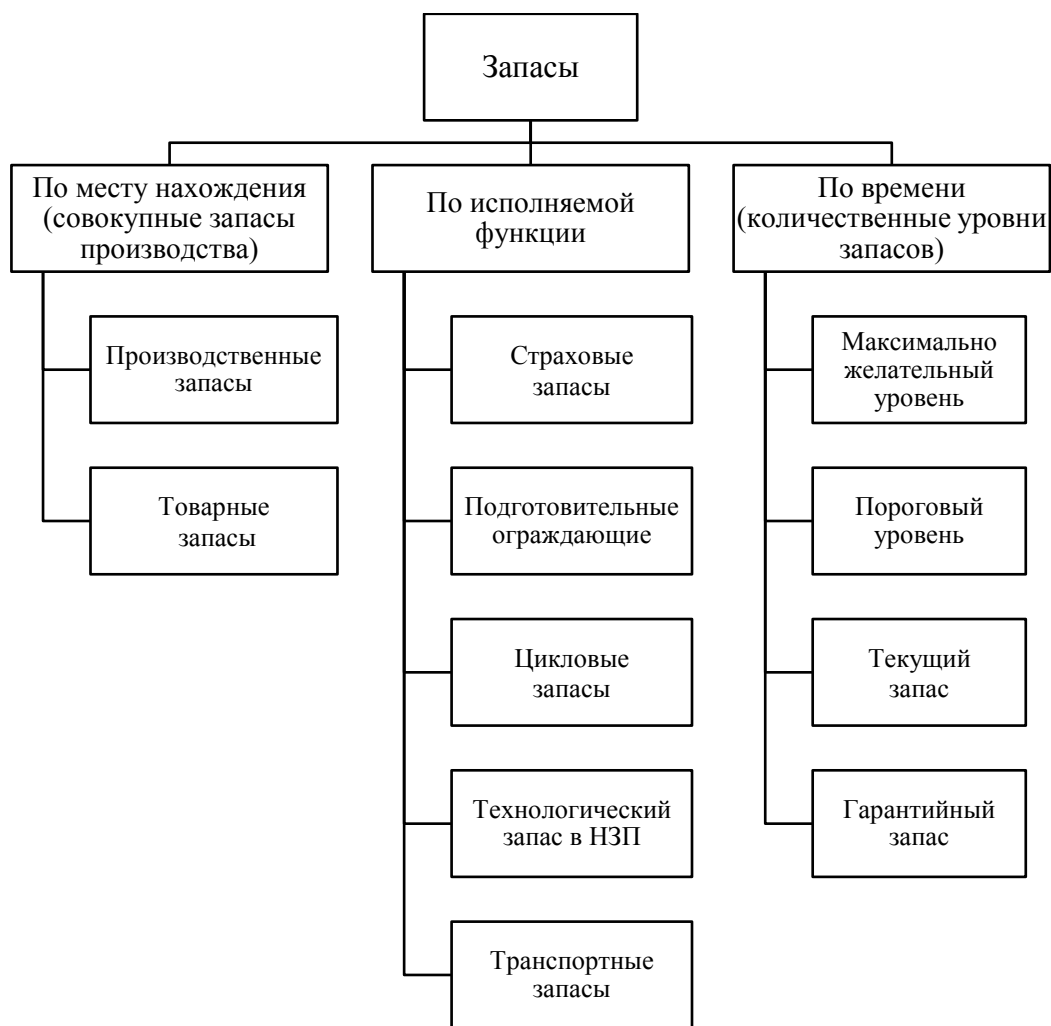 Запасы
По месту нахождения
(совокупные запасы
производства)
Производственные
запасы
Товарные
запасы
По исполняемой
функции
Страховые
запасы
Подготовительные
ограждающие
Цикловые
запасы
Технологический
запас в НЗП
Транспортные
запасы
По времени
(количественные уровни
запасов)
Максимально
желательный
уровень
Пороговый
уровень
Текущий
запас
Гарантийный
запас